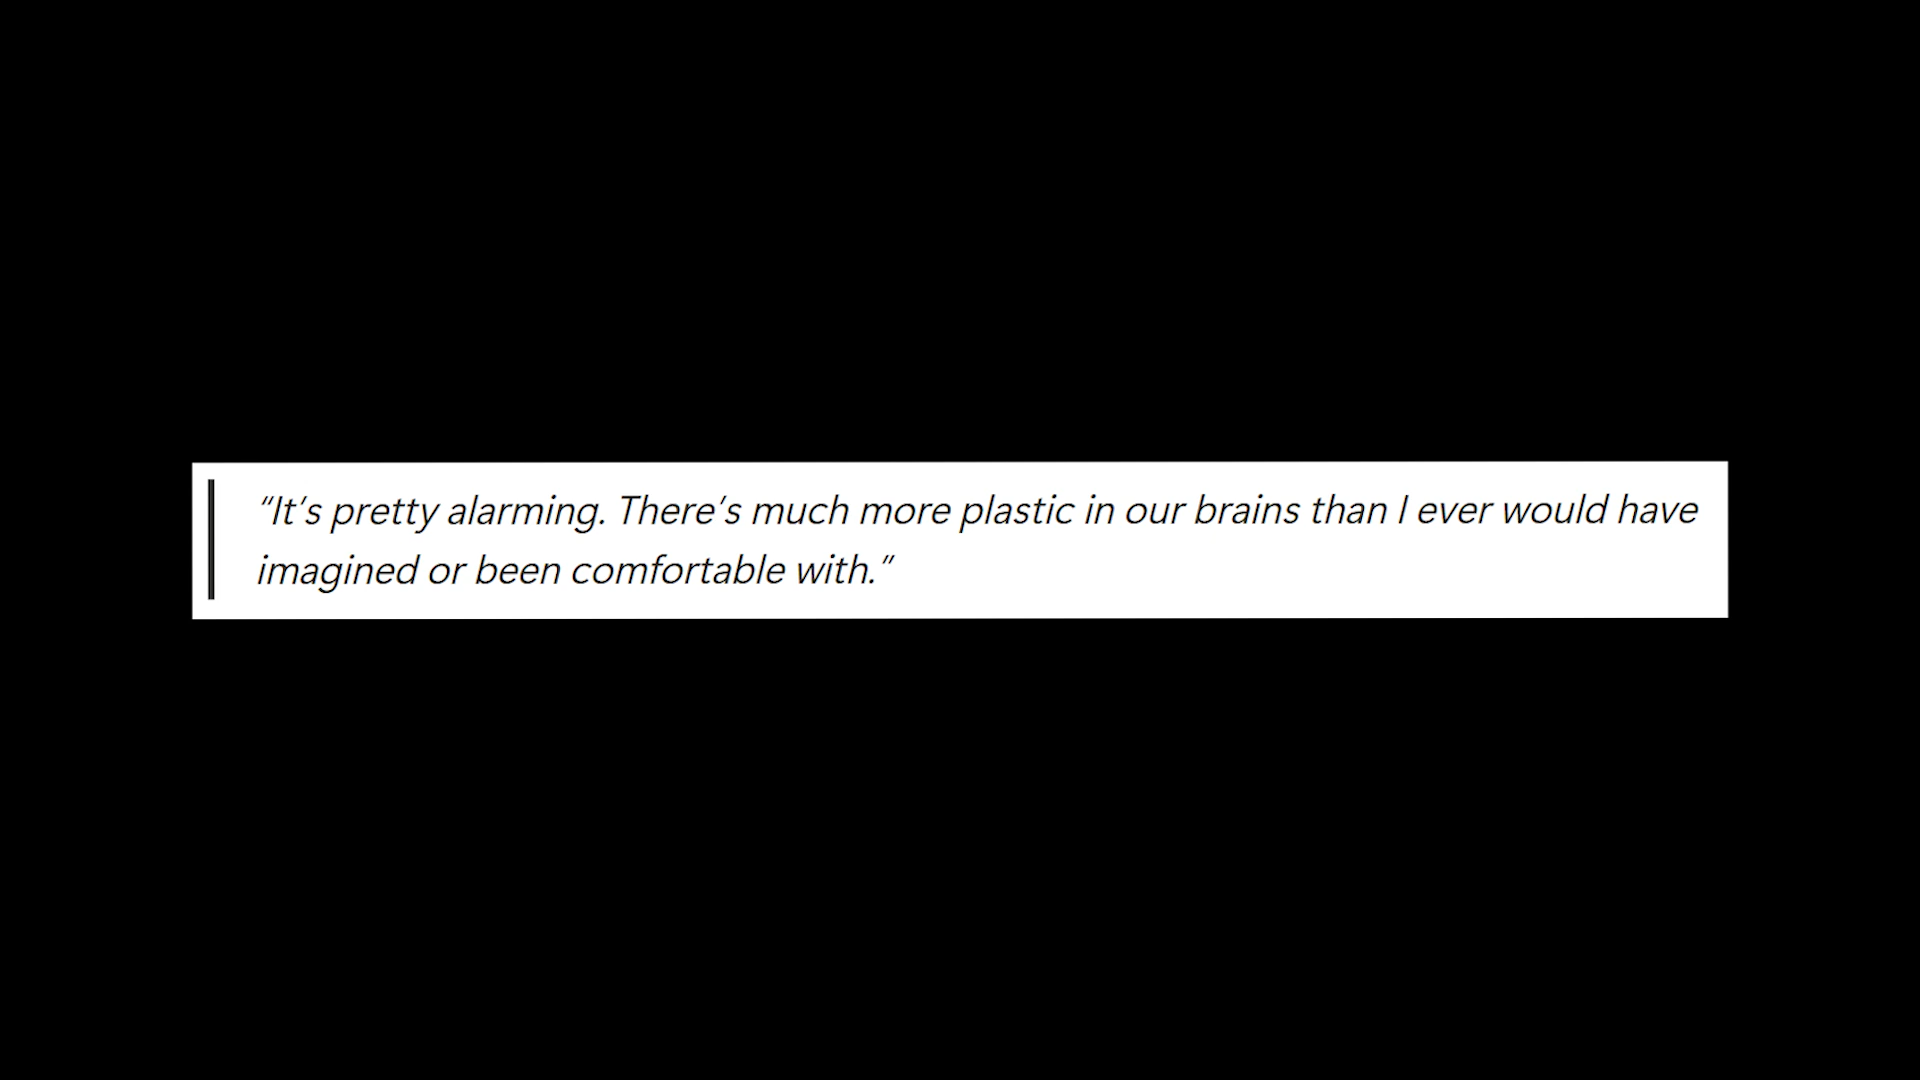 “It’s pretty alarming. There’s much more plastic in our brains than I ever would have
imagined or been comfortable with.”